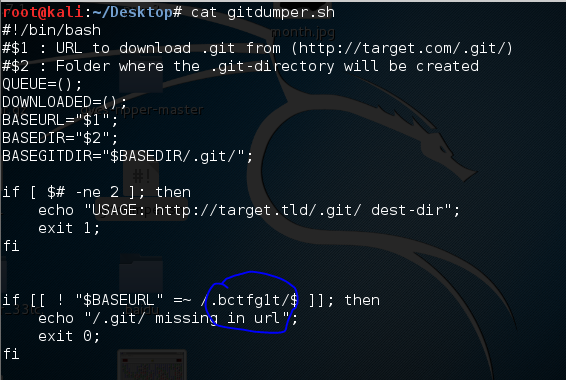 root@kali:~/Desktop# cat gitdumper.sh
#!/bin/bash
#$1 : URL to download .git from (http://target.com/.git/)
#$2 : Folder where the .git-directory will be created
QUEUE=();
DOWNLOADED=();
BASEURL="$1";
BASEDIR="$2";
BASEGITDIR="$BASEDIR/.git/";
if [ $# -ne 2 ]; then
    echo "USAGE: http://target.tld/.git/ dest-dir";
    exit 1;
fi
if [[ ! "$BASEURL" =~ /.bctfg1t/$ ]]; then
    echo "/.git/ missing in url";
    exit 0;
fi
month.jpg